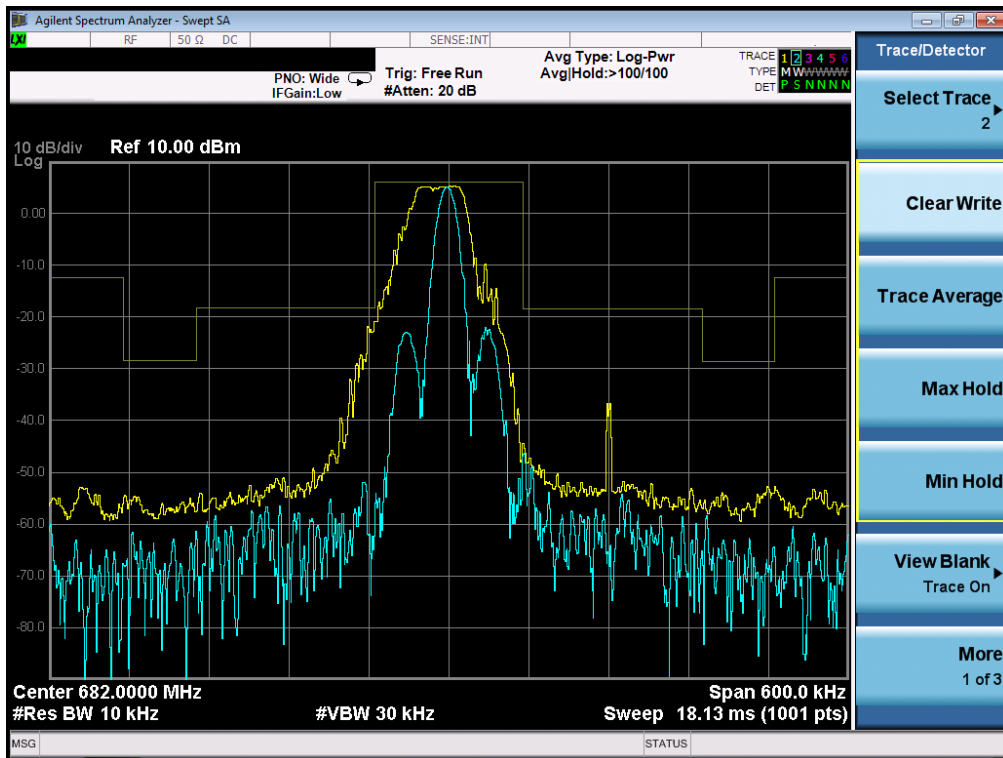 Agilent Spectrum Analyzer - Swept SA
LXI RF 50 Ω DC SENSE:INT
Trace/Detector
PNO: Wide
IFGain:Low
Trig: Free Run
#Atten: 20 dB
Avg Type: Log-Pwr
Avg|Hold:>100/100
TRACE 1 2 3 4 5 6
TYPE M W W W W W
DET P S N N N N
10 dB/div
Log
Ref 10.00 dBm
0.00
-10.0
-20.0
-30.0
-40.0
-50.0
-60.0
-70.0
-80.0
Center 682.0000 MHz
Span 600.0 kHz
#Res BW 10 kHz
#VBW 30 kHz
Sweep 18.13 ms (1001 pts)
MSG
STATUS
Select Trace
2
Clear Write
Trace Average
Max Hold
Min Hold
View Blank
Trace On
More
1 of 3